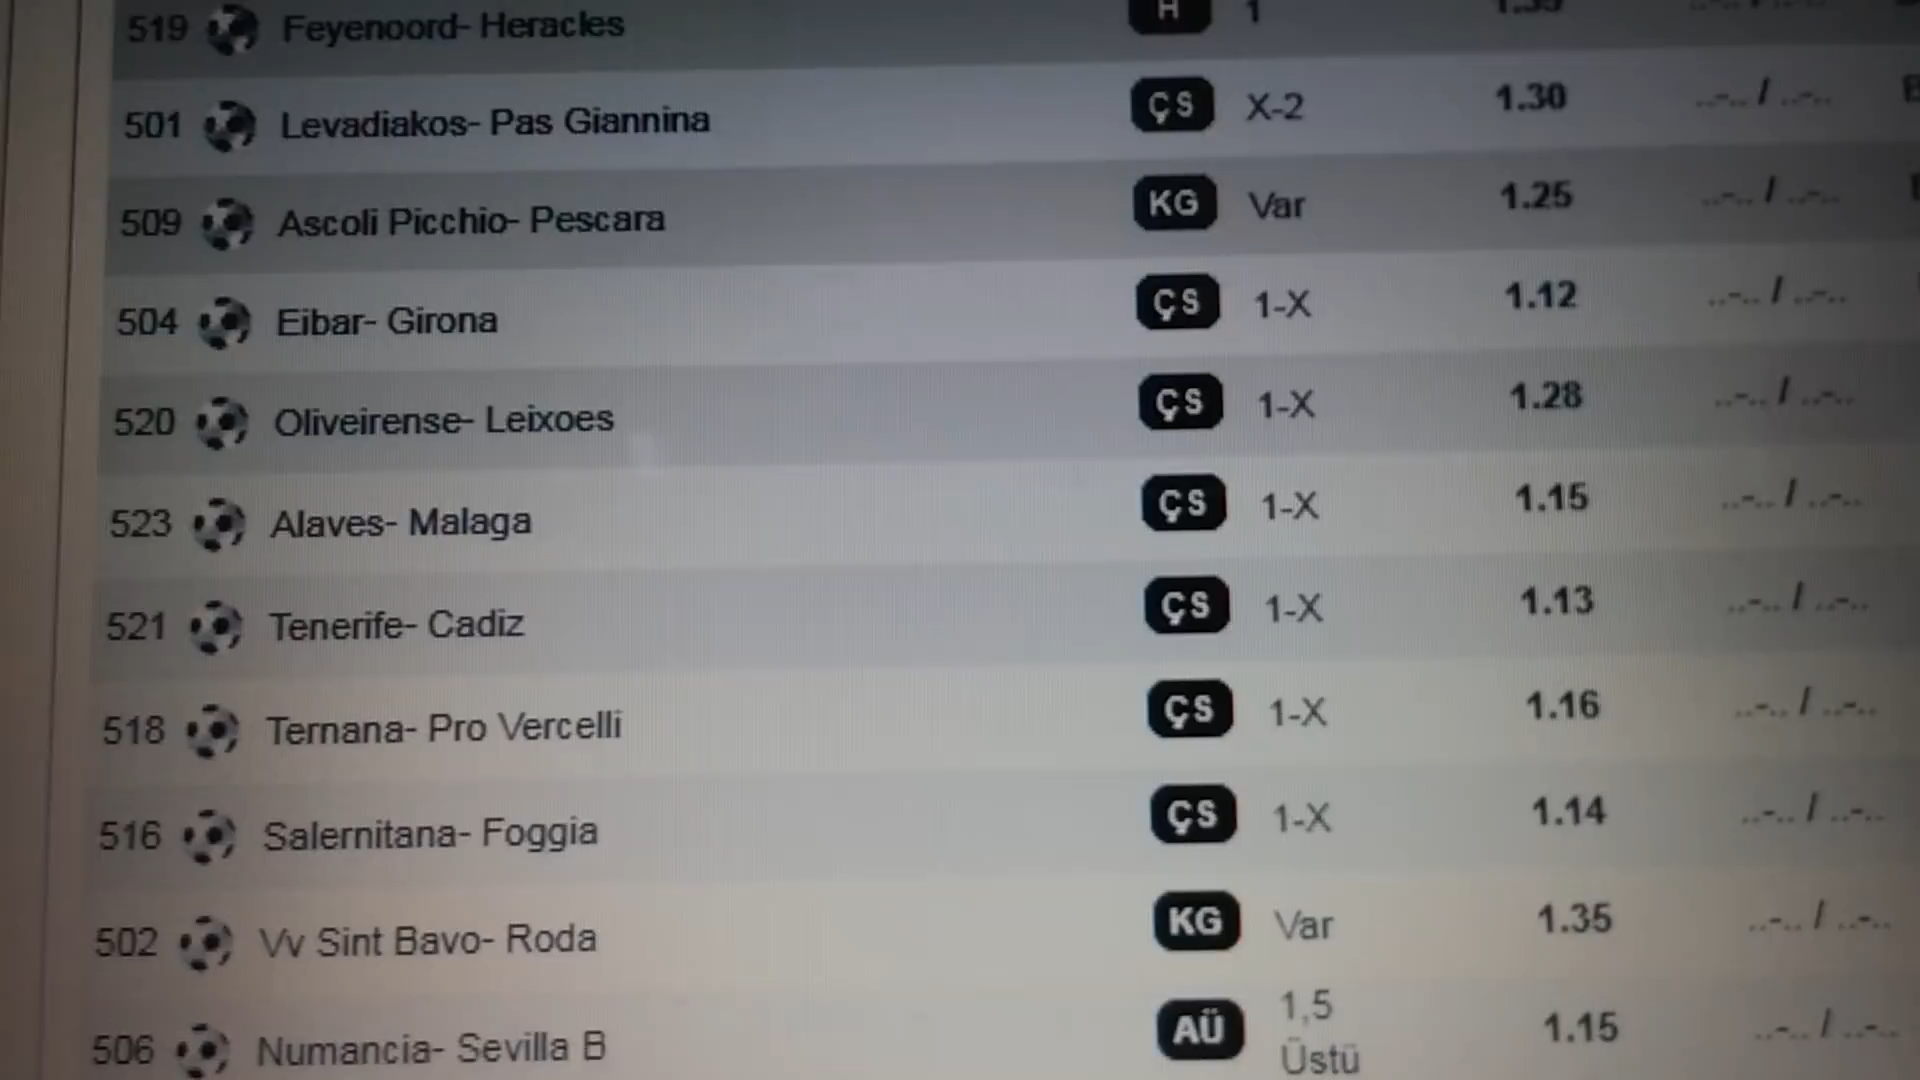 519 Feyenoord- Heracles H 1
501 Levadiakos- Pas Giannina ÇS X-2 1.30 ..-.. / ..-..
509 Ascoli Picchio- Pescara KG Var 1.25 ..-.. / ..-..
504 Eibar- Girona ÇS 1-X 1.12 ..-.. / ..-..
520 Oliveirense- Leixoes ÇS 1-X 1.28 ..-.. / ..-..
523 Alaves- Malaga ÇS 1-X 1.15 ..-.. / ..-..
521 Tenerife- Cadiz ÇS 1-X 1.13 ..-.. / ..-..
518 Ternana- Pro Vercelli ÇS 1-X 1.16 ..-.. / ..-..
516 Salernitana- Foggia ÇS 1-X 1.14 ..-.. / ..-..
502 Vv Sint Bavo- Roda KG Var 1.35 ..-.. / ..-..
506 Numancia- Sevilla B AÜ 1,5 Üstü 1.15 ..-.. / ..-..